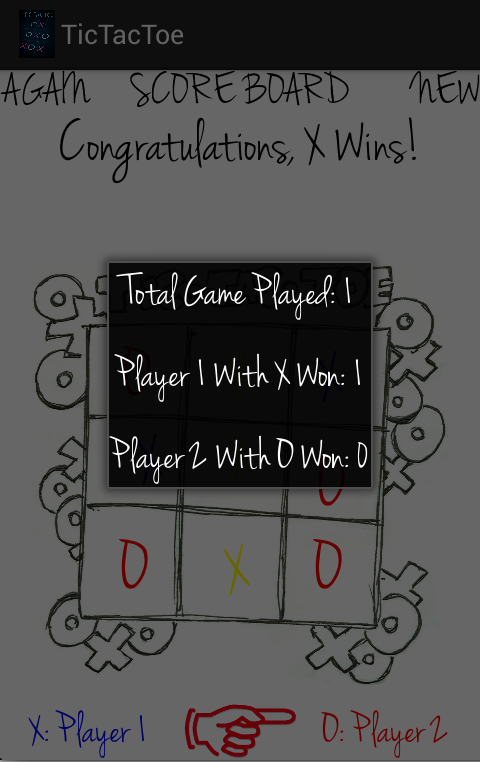 TicTacToe
AGAIN SCOREBOARD NEW
Congratulations, X Wins!
Total Game Played: 1
Player 1 With X Won: 1
Player 2 With O Won: 0
O
O X O
X: Player 1 O: Player 2